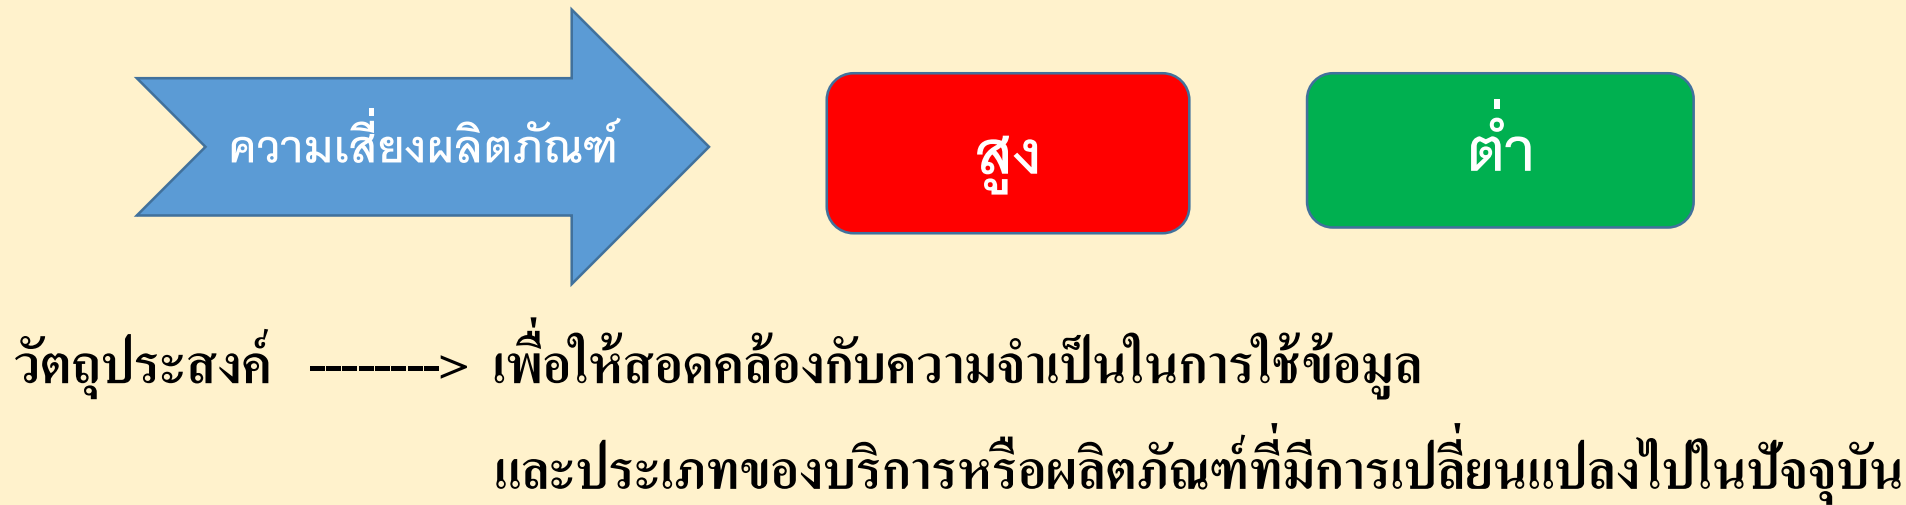 ความเสี่ยงผลิตภัณฑ์
สูง
ต่ำ
วัตถุประสงค์ --------> เพื่อให้สอดคล้องกับความจำเป็นในการใช้ข้อมูล
และประเภทของบริการหรือผลิตภัณฑ์ที่มีการเปลี่ยนแปลงไปในปัจจุบัน